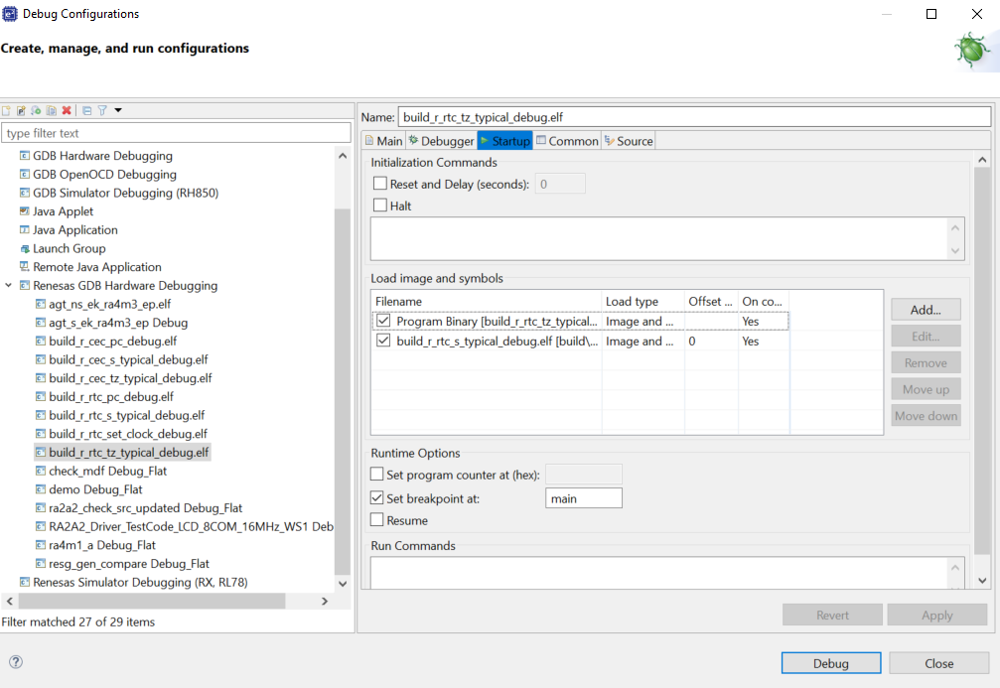 Debug Configurations
Create, manage, and run configurations
type filter text
GDB Hardware Debugging
GDB OpenOCD Debugging
GDB Simulator Debugging (RH850)
Java Applet
Java Application
Launch Group
Remote Java Application
Renesas GDB Hardware Debugging
agt_ns_ek_ra4m3_ep.elf
agt_s_ek_ra4m3_ep Debug
build_r_cec_pc_debug.elf
build_r_cec_s_typical_debug.elf
build_r_cec_tz_typical_debug.elf
build_r_rtc_pc_debug.elf
build_r_rtc_s_typical_debug.elf
build_r_rtc_set_clock_debug.elf
build_r_rtc_tz_typical_debug.elf
check_mdf Debug_Flat
demo Debug_Flat
ra2a2_check_src_updated Debug_Flat
RA2A2_Driver_TestCode_LCD_8COM_16MHz_WS1 Deb
ra4m1_a Debug_Flat
resg_gen_compare Debug_Flat
Renesas Simulator Debugging (RX, RL78)
Filter matched 27 of 29 items
Name: build_r_rtc_tz_typical_debug.elf
Main Debugger Startup Common Source
Initialization Commands
Reset and Delay (seconds): 0
Halt
Load image and symbols
Filename Load type Offset ... On co...
Program Binary [build_r_rtc_tz_typical... Image and ... Yes
build_r_rtc_s_typical_debug.elf [build\... Image and ... 0 Yes
Add...
Edit...
Remove
Move up
Move down
Runtime Options
Set program counter at (hex):
Set breakpoint at: main
Resume
Run Commands
Revert Apply
Debug Close